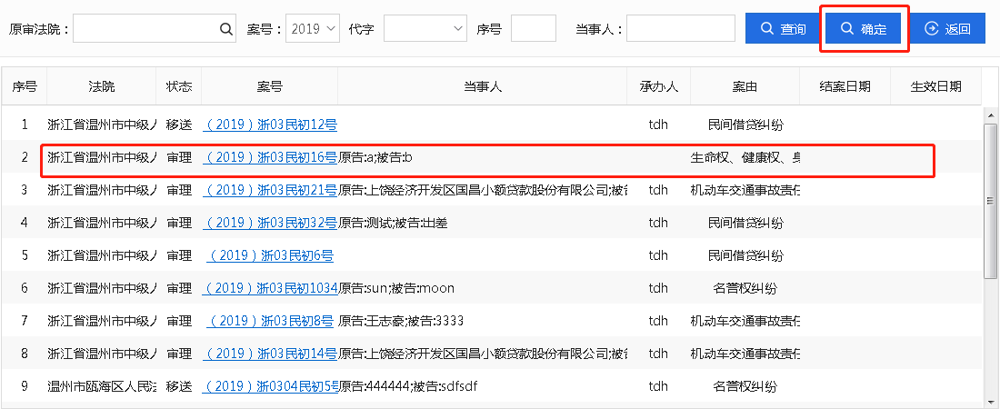 原审法院： 案号： 2019 代字 序号 当事人： 查询 确定 返回
序号 法院 状态 案号 当事人 承办人 案由 结案日期 生效日期
1 浙江省温州市中级人 移送 （2019）浙03民初12号 tdh 民间借贷纠纷
2 浙江省温州市中级人 审理 （2019）浙03民初16号 原告:a;被告:b 生命权、健康权、身
3 浙江省温州市中级人 审理 （2019）浙03民初21号 原告:上饶经济开发区国昌小额贷款股份有限公司;被告 tdh 机动车交通事故责任
4 浙江省温州市中级人 审理 （2019）浙03民初32号 原告:测试;被告:出差 tdh 民间借贷纠纷
5 浙江省温州市中级人 审理 （2019）浙03民初6号 tdh 民间借贷纠纷
6 浙江省温州市中级人 审理 （2019）浙03民初1034 原告:sun;被告:moon tdh 名誉权纠纷
7 浙江省温州市中级人 审理 （2019）浙03民初8号 原告:王志豪;被告:3333 tdh 机动车交通事故责任
8 浙江省温州市中级人 审理 （2019）浙03民初14号 原告:上饶经济开发区国昌小额贷款股份有限公司;被告 tdh 机动车交通事故责任
9 温州市瓯海区人民法 移送 （2019）浙0304民初5号 原告:444444;被告:sdfsdf tdh 名誉权纠纷